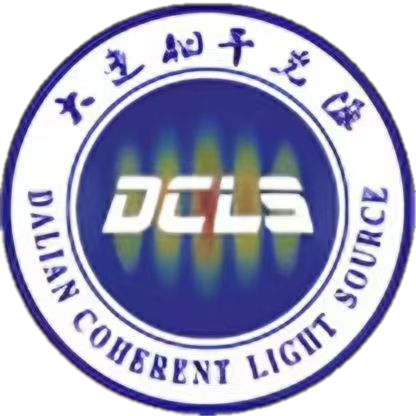 大连相干光源
DCLS
DALIAN COHERENT LIGHT SOURCE